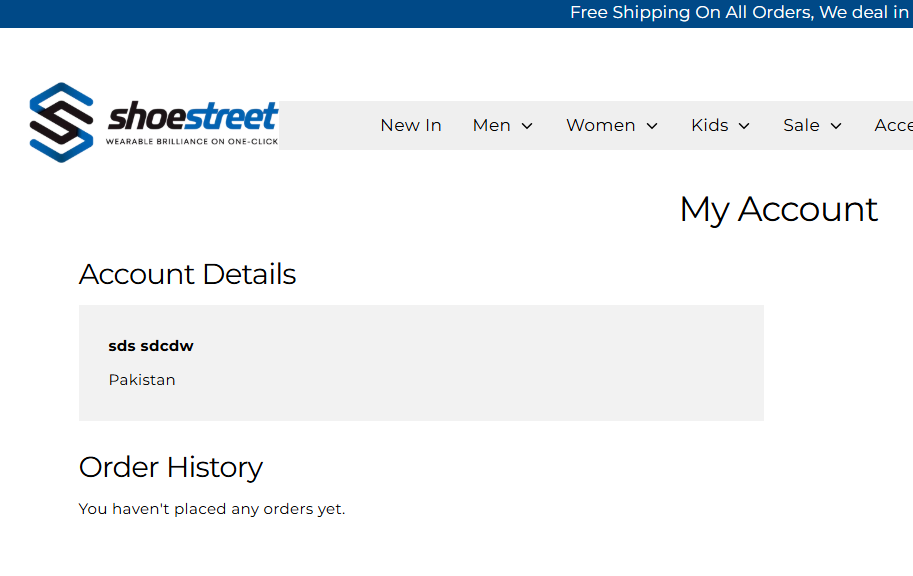 Free Shipping On All Orders, We deal in
shoestreet
WEARABLE BRILLIANCE ON ONE-CLICK
New In Men Women Kids Sale Acce
My Account
Account Details
sds sdcdw
Pakistan
Order History
You haven't placed any orders yet.